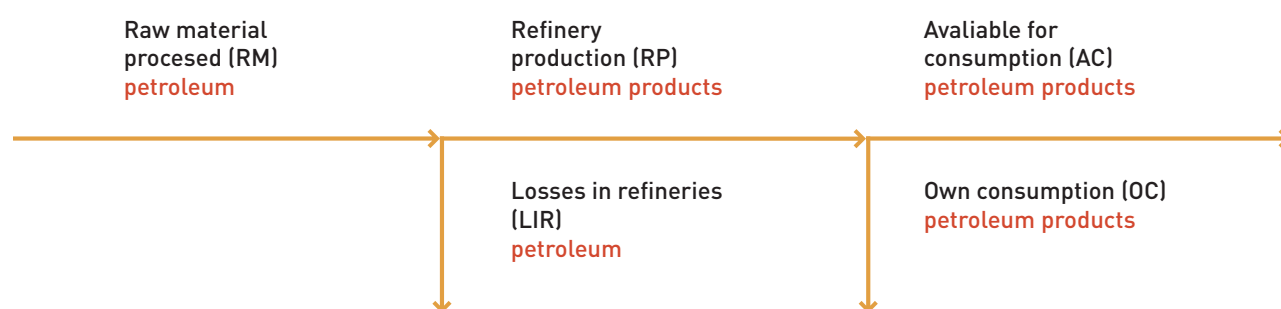 Raw material
procesed (RM)
petroleum
Refinery
production (RP)
petroleum products
Avaliable for
consumption (AC)
petroleum products
Losses in refineries
(LIR)
petroleum
Own consumption (OC)
petroleum products